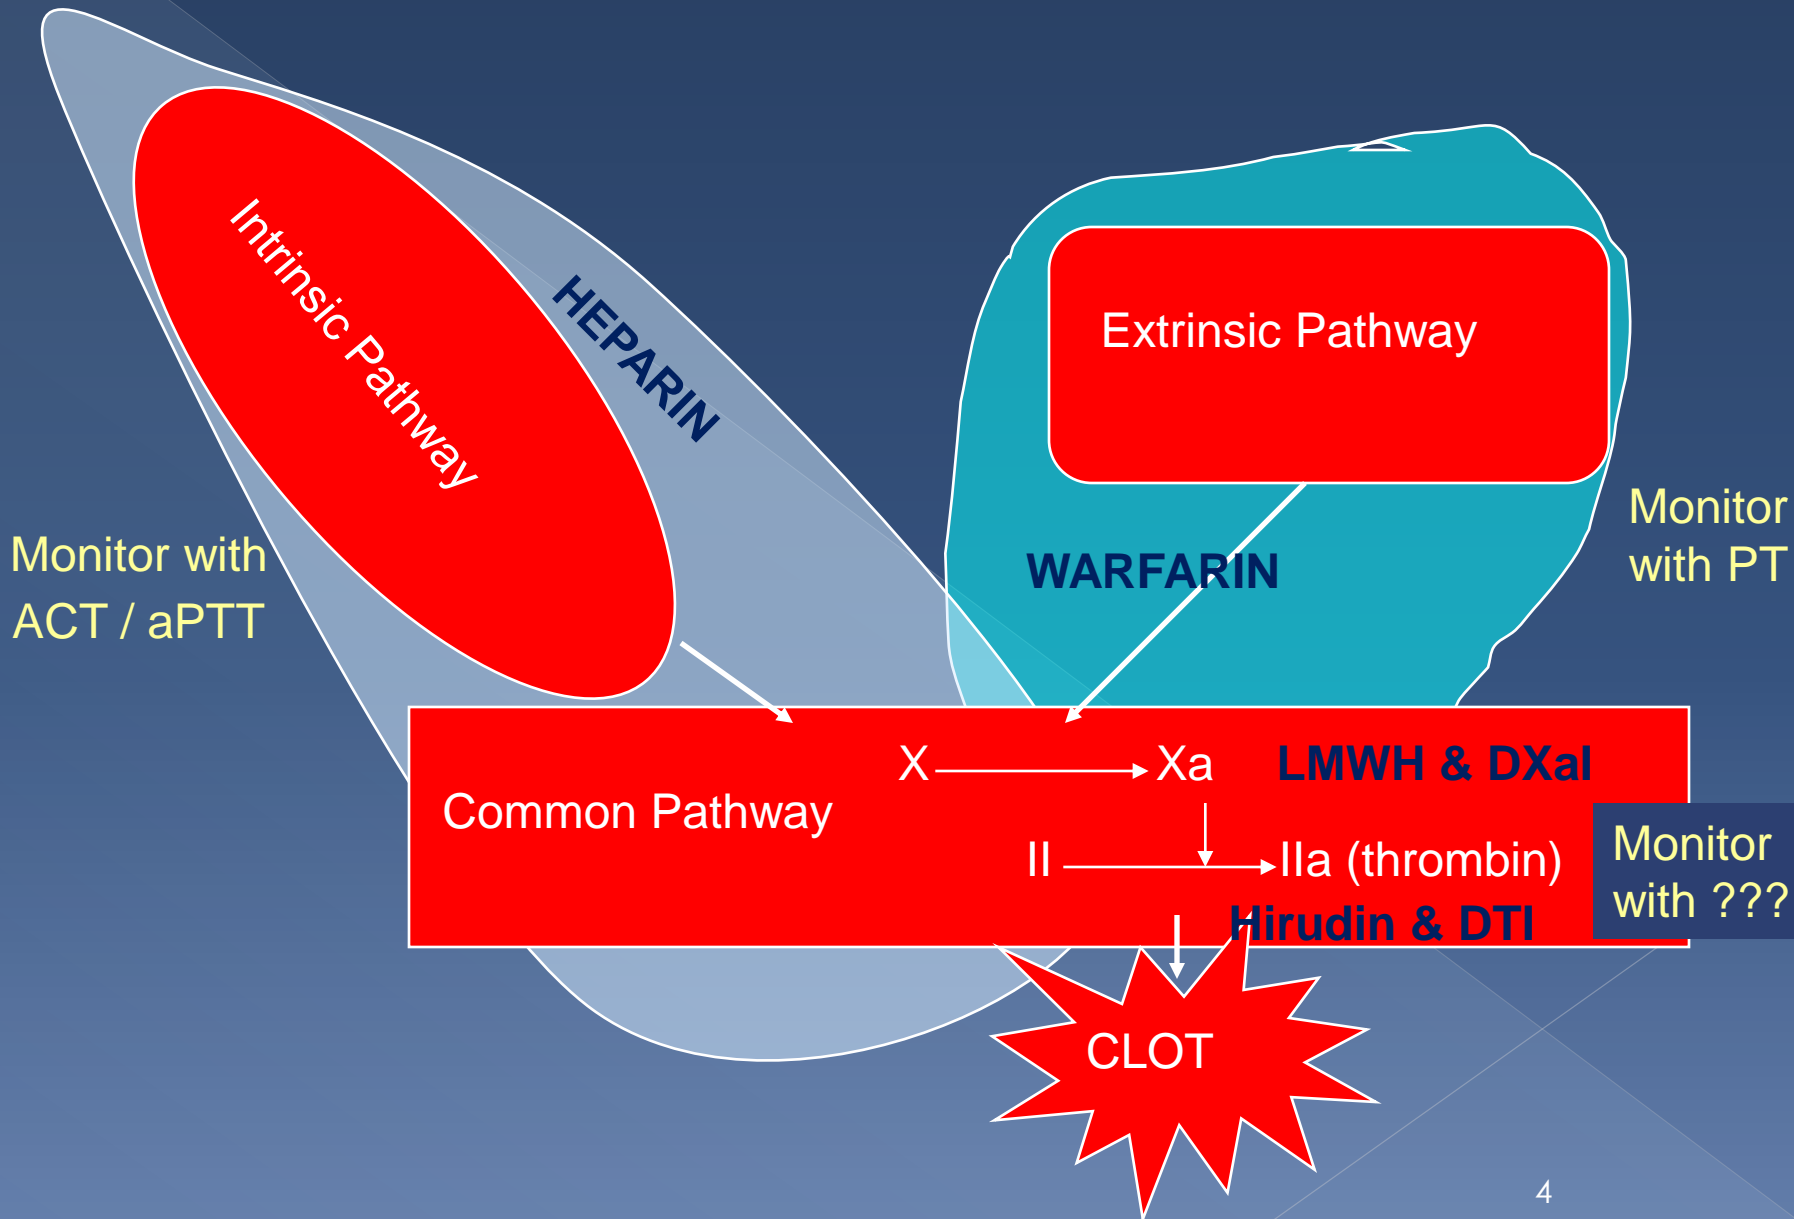 Intrinsic Pathway
HEPARIN
Extrinsic Pathway
Monitor with
ACT / aPTT
WARFARIN
Monitor
with PT
X
Xa
LMWH & DXaI
Common Pathway
II
IIa (thrombin)
Monitor
with ???
Hirudin & DTI
CLOT
4